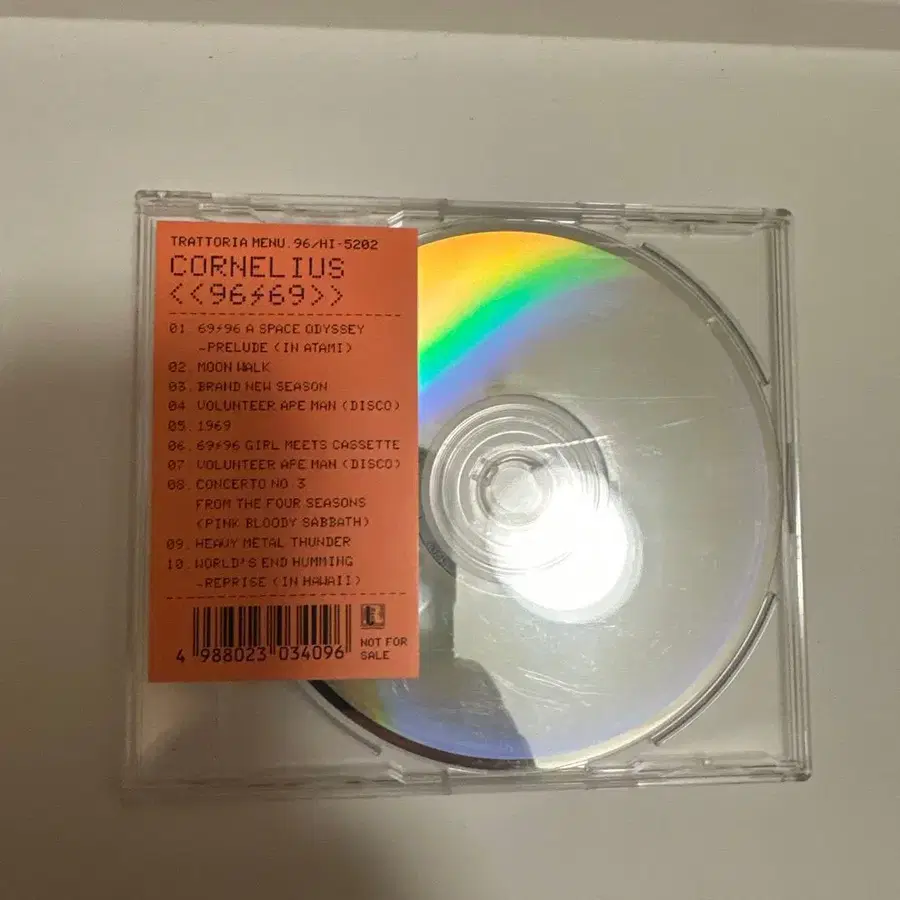 TRATTORIA MENU.96/HI-5202
CORNELIUS
<<96⚡69>>
01. 69⚡96 A SPACE ODYSSEY
~PRELUDE (IN ATAMI)
02. MOON WALK
03. BRAND NEW SEASON
04. VOLUNTEER APE MAN (DISCO)
05. 1969
06. 69⚡96 GIRL MEETS CASSETTE
07. VOLUNTEER APE MAN (DISCO)
08. CONCERTO NO.3
FROM THE FOUR SEASONS
(PINK BLOODY SABBATH)
09. HEAVY METAL THUNDER
10. WORLD'S END HUMMING
~REPRISE (IN HAWAII)
4 988023 034096
NOT FOR
SALE